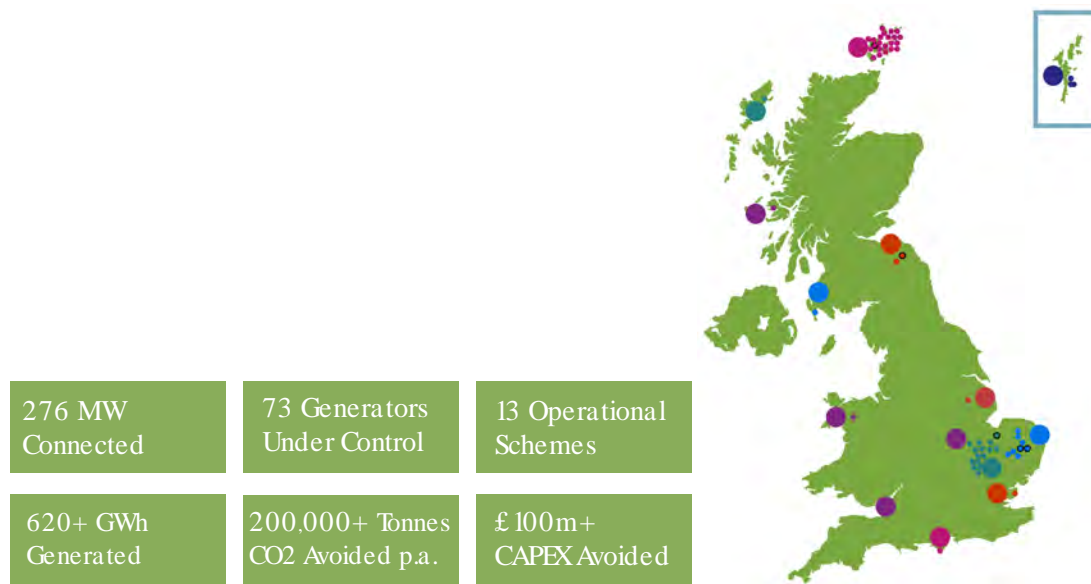 276 MW
Connected
73 Generators
Under Control
13 Operational
Schemes
620+ GWh
Generated
200,000+ Tonnes
CO2 Avoided p.a.
£100m+
CAPEX Avoided